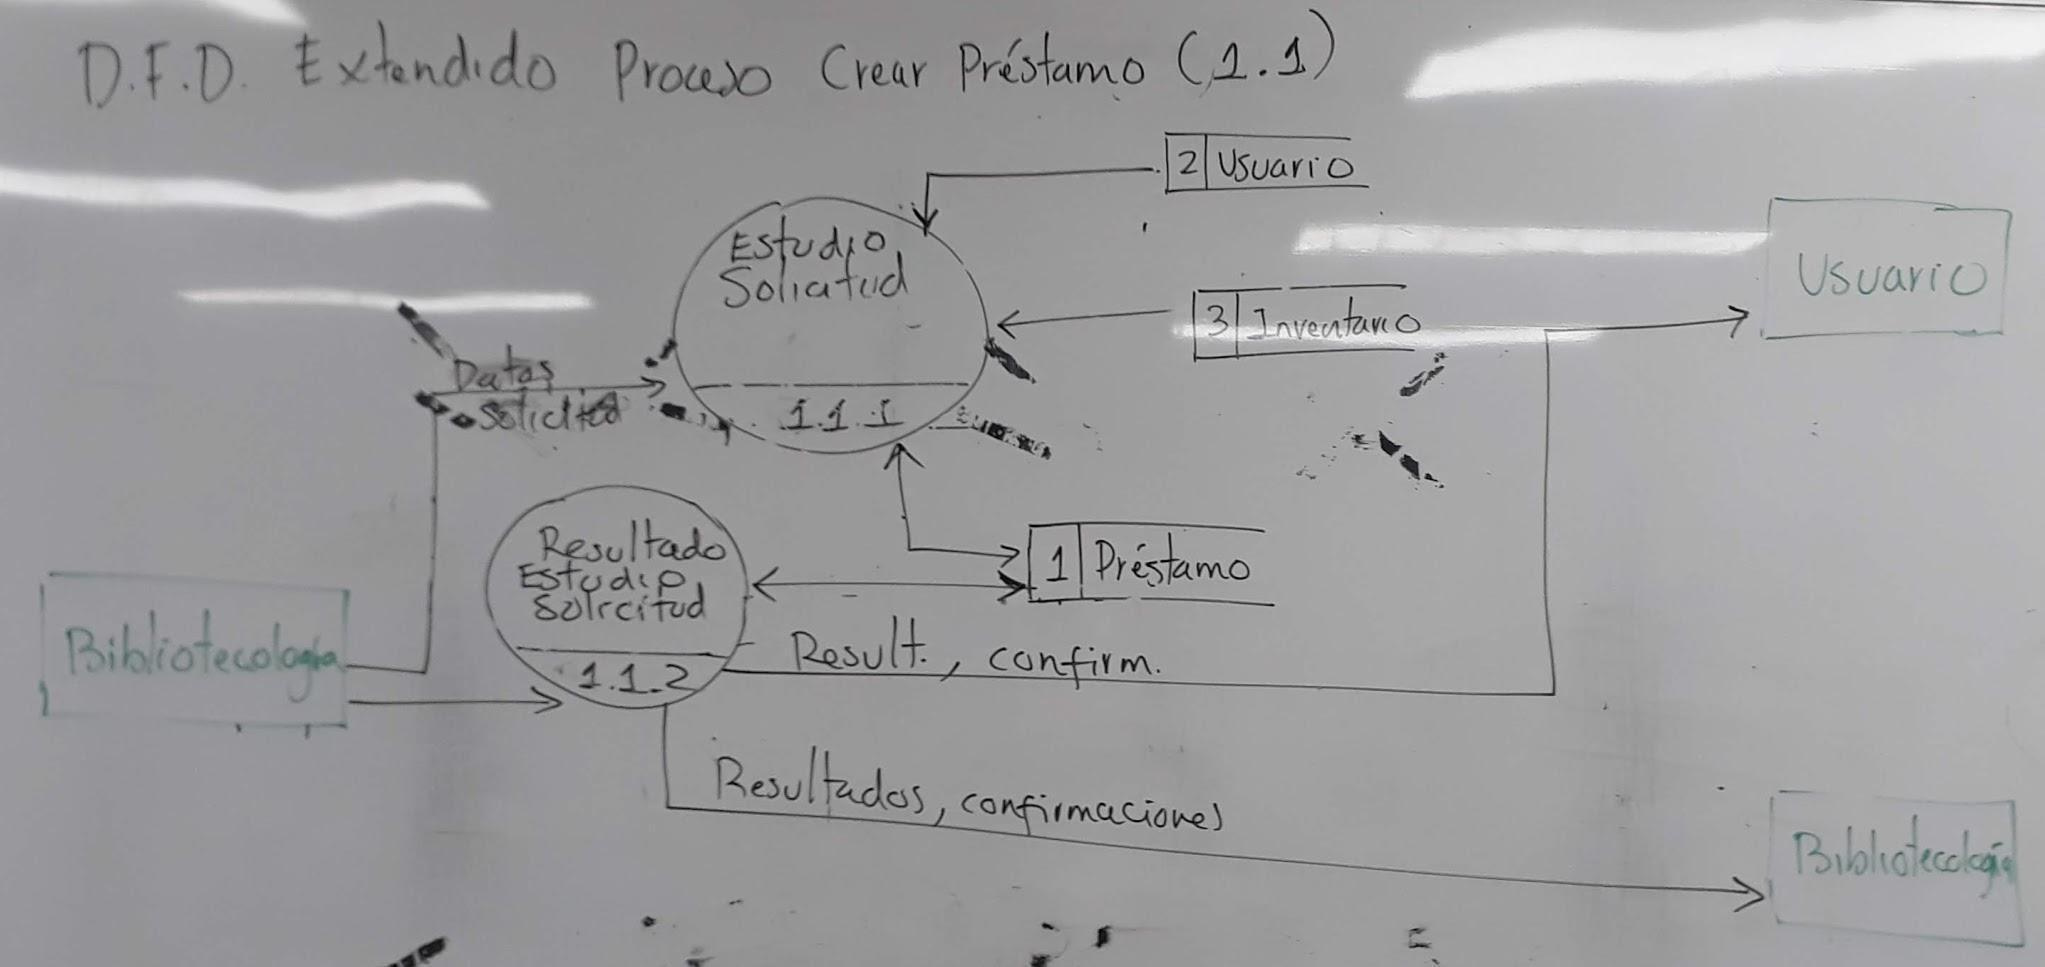 D.F.D. Extendido Proceso Crear Préstamo (1.1)
2 Usuario
Estudio
Solicitud
Usuario
3 Inventario
Datos
Solicitud
1.1.1
Resultado
Estudio
Solicitud
1 Préstamo
Bibliotecología
Result., confirm.
1.1.2
Resultados, confirmaciones
Bibliotecología